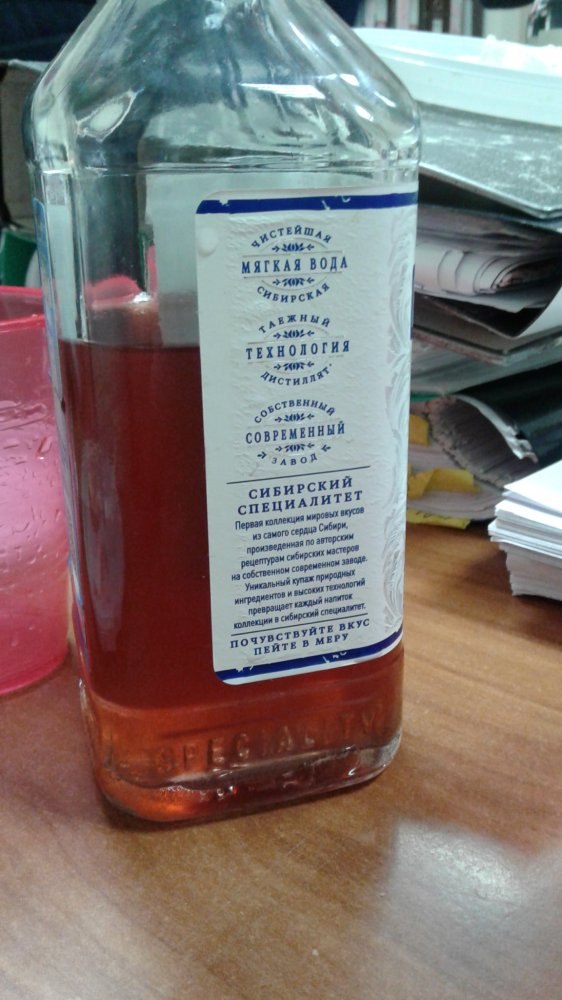 ЧИСТЕЙШАЯ
МЯГКАЯ ВОДА
СИБИРСКАЯ
ТАЕЖНЫЙ
ТЕХНОЛОГИЯ
ДИСТИЛЛЯТ*
СОБСТВЕННЫЙ
СОВРЕМЕННЫЙ
ЗАВОД
СИБИРСКИЙ
СПЕЦИАЛИТЕТ
Первая коллекция мировых вкусов
из самого сердца Сибири,
произведенная по авторским
рецептурам сибирских мастеров
на собственном современном заводе.
Уникальный купаж природных
ингредиентов и высоких технологий
превращает каждый напиток
коллекции в сибирский специалитет.
ПОЧУВСТВУЙТЕ ВКУС
ПЕЙТЕ В МЕРУ
SPECIALITY